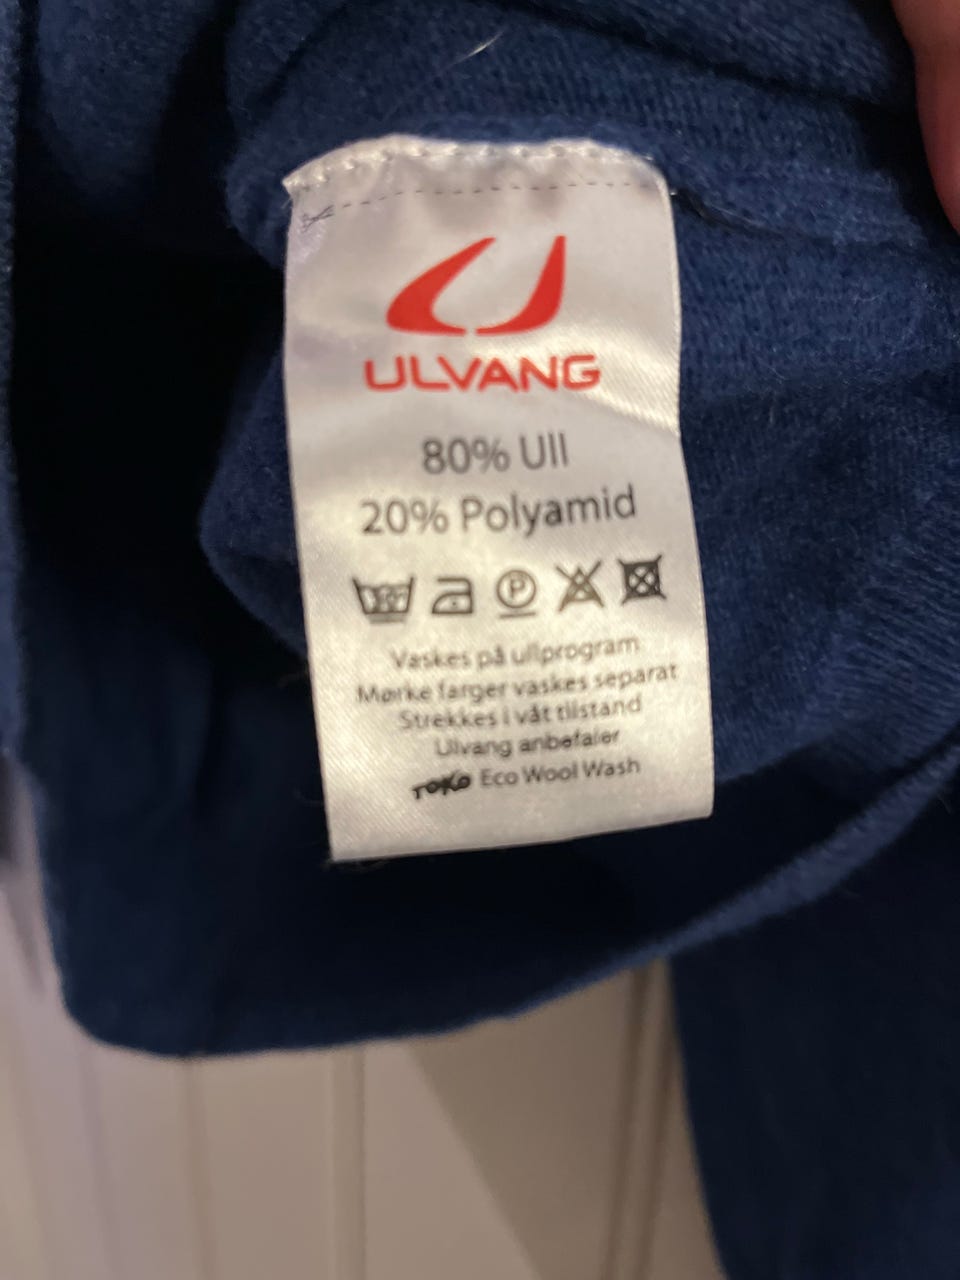 ULVANG
80% Ull
20% Polyamid
P
Vaskes på ullprogram
Mørke farger vaskes separat
Strekkes i våt tilstand
Ulvang anbefaler
TOKO Eco Wool Wash